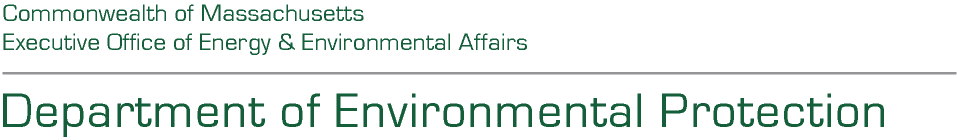 Commonwealth of Massachusetts
Executive Office of Energy & Environmental Affairs
Department of Environmental Protection